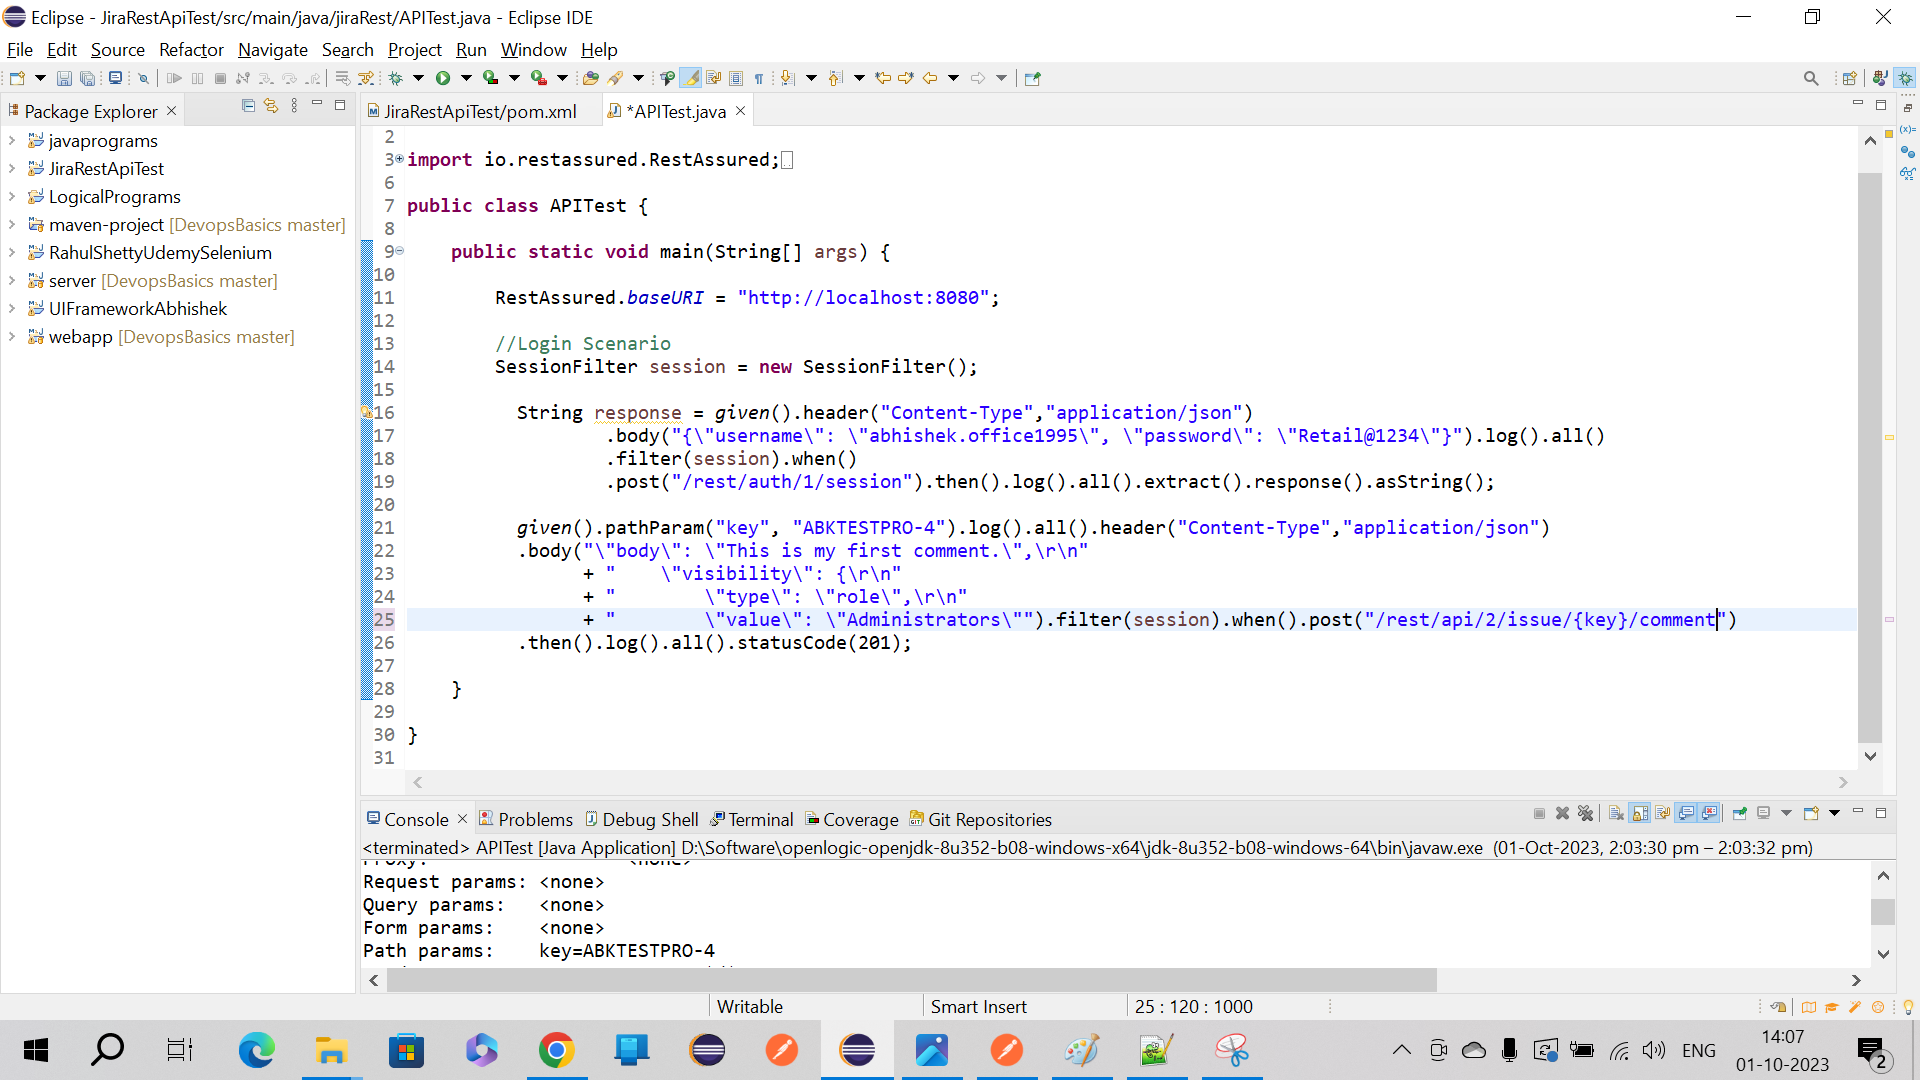 Eclipse - JiraRestApiTest/src/main/java/jiraRest/APITest.java - Eclipse IDE
File Edit Source Refactor Navigate Search Project Run Window Help
Package Explorer
javaprograms
JiraRestApiTest
LogicalPrograms
maven-project [DevopsBasics master]
RahulShettyUdemySelenium
server [DevopsBasics master]
UIFrameworkAbhishek
webapp [DevopsBasics master]
JiraRestApiTest/pom.xml *APITest.java
2
3 import io.restassured.RestAssured;
6
7 public class APITest {
8
9     public static void main(String[] args) {
10
11         RestAssured.baseURI = "http://localhost:8080";
12
13         //Login Scenario
14         SessionFilter session = new SessionFilter();
15
16           String response = given().header("Content-Type","application/json")
17                   .body("{\"username\": \"abhishek.office1995\", \"password\": \"Retail@1234\"}").log().all()
18                   .filter(session).when()
19                   .post("/rest/auth/1/session").then().log().all().extract().response().asString();
20
21           given().pathParam("key", "ABKTESTPRO-4").log().all().header("Content-Type","application/json")
22           .body("\"body\": \"This is my first comment.\",\r\n"
23                 + "    \"visibility\": {\r\n"
24                 + "        \"type\": \"role\",\r\n"
25                 + "        \"value\": \"Administrators\"").filter(session).when().post("/rest/api/2/issue/{key}/comment")
26           .then().log().all().statusCode(201);
27
28     }
29
30 }
31
Console Problems Debug Shell Terminal Coverage Git Repositories
<terminated> APITest [Java Application] D:\Software\openlogic-openjdk-8u352-b08-windows-x64\jdk-8u352-b08-windows-64\bin\javaw.exe (01-Oct-2023, 2:03:30 pm – 2:03:32 pm)
Proxy: <none>
Request params: <none>
Query params: <none>
Form params: <none>
Path params: key=ABKTESTPRO-4
Writable Smart Insert 25 : 120 : 1000
ENG
14:07
01-10-2023
2